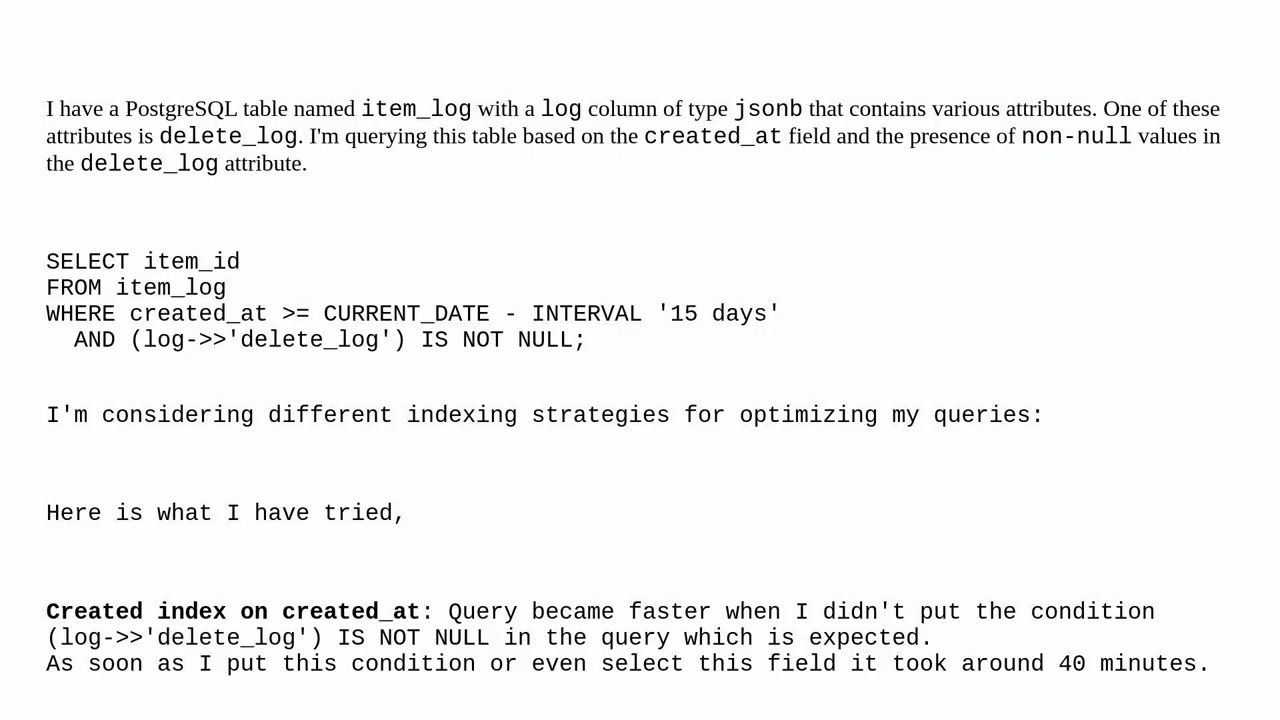 I have a PostgreSQL table named item_log with a log column of type jsonb that contains various attributes. One of these
attributes is delete_log. I'm querying this table based on the created_at field and the presence of non-null values in
the delete_log attribute.
SELECT item_id
FROM item_log
WHERE created_at >= CURRENT_DATE - INTERVAL '15 days'
  AND (log->>'delete_log') IS NOT NULL;
I'm considering different indexing strategies for optimizing my queries:
Here is what I have tried,
Created index on created_at: Query became faster when I didn't put the condition
(log->>'delete_log') IS NOT NULL in the query which is expected.
As soon as I put this condition or even select this field it took around 40 minutes.